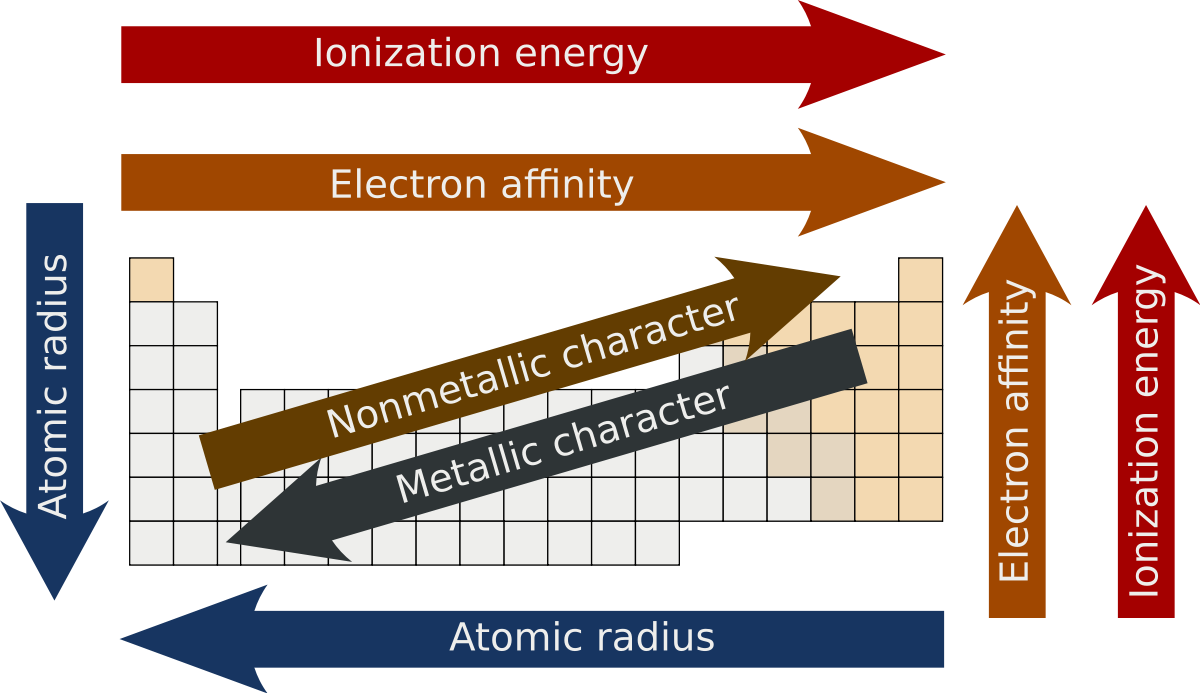 Ionization energy
Electron affinity
Atomic radius
Nonmetallic character
Metallic character
Electron affinity
Ionization energy
Atomic radius